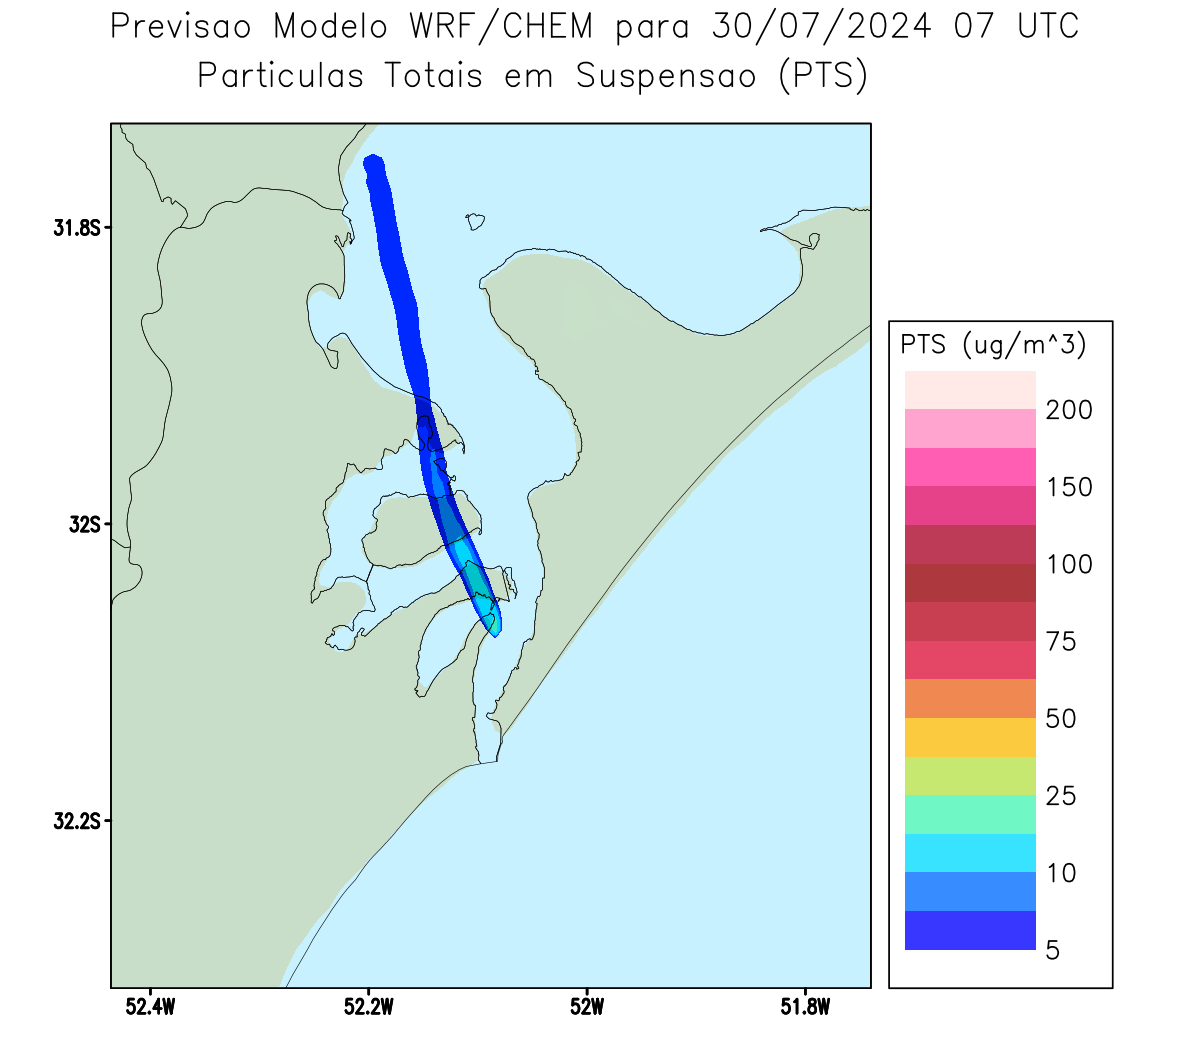 Previsao Modelo WRF/CHEM para 30/07/2024 07 UTC
Particulas Totais em Suspensao (PTS)
31.8S
32S
32.2S
52.4W
52.2W
52W
51.8W
PTS (ug/m^3)
200
150
100
75
50
25
10
5